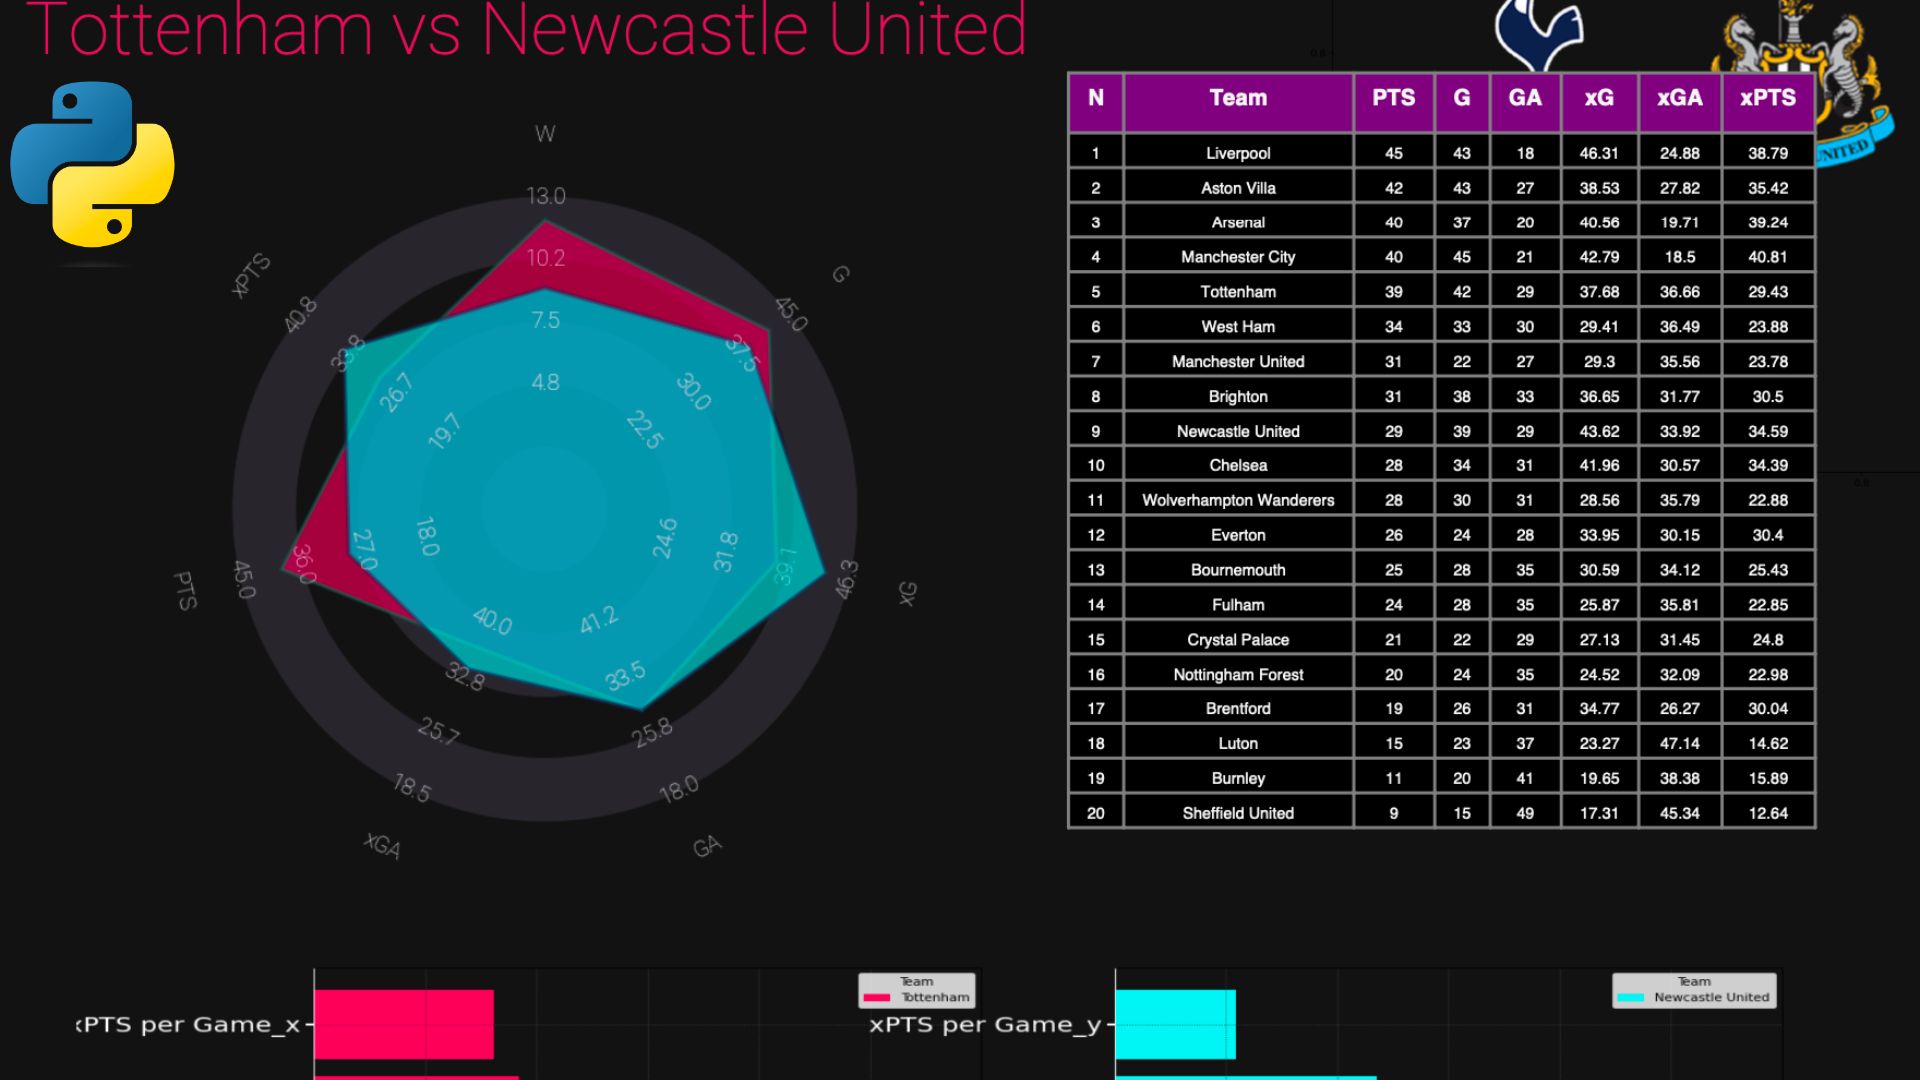 Tottenham vs Newcastle United
W
13.0
10.2
7.5
4.8
G
45.0
37.5
30.0
22.5
xG
46.3
39.1
31.8
24.6
GA
18.0
25.8
33.5
41.2
xGA
18.5
25.7
32.8
40.0
PTS
45.0
36.0
27.0
18.0
xPTS
40.8
33.8
26.7
19.7
0.8
UNITED
0.8
N Team PTS G GA xG xGA xPTS
1 Liverpool 45 43 18 46.31 24.88 38.79
2 Aston Villa 42 43 27 38.53 27.82 35.42
3 Arsenal 40 37 20 40.56 19.71 39.24
4 Manchester City 40 45 21 42.79 18.5 40.81
5 Tottenham 39 42 29 37.68 36.66 29.43
6 West Ham 34 33 30 29.41 36.49 23.88
7 Manchester United 31 22 27 29.3 35.56 23.78
8 Brighton 31 38 33 36.65 31.77 30.5
9 Newcastle United 29 39 29 43.62 33.92 34.59
10 Chelsea 28 34 31 41.96 30.57 34.39
11 Wolverhampton Wanderers 28 30 31 28.56 35.79 22.88
12 Everton 26 24 28 33.95 30.15 30.4
13 Bournemouth 25 28 35 30.59 34.12 25.43
14 Fulham 24 28 35 25.87 35.81 22.85
15 Crystal Palace 21 22 29 27.13 31.45 24.8
16 Nottingham Forest 20 24 35 24.52 32.09 22.98
17 Brentford 19 26 31 34.77 26.27 30.04
18 Luton 15 23 37 23.27 47.14 14.62
19 Burnley 11 20 41 19.65 38.38 15.89
20 Sheffield United 9 15 49 17.31 45.34 12.64
xPTS per Game_x
Team
Tottenham
xPTS per Game_y
Team
Newcastle United